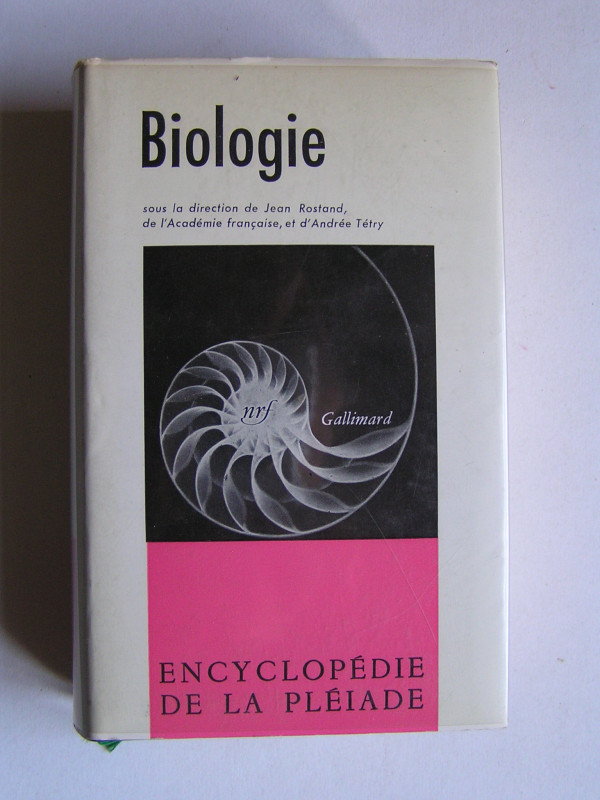 Biologie
sous la direction de Jean Rostand,
de l'Académie française, et d'Andrée Tétry
nrf
Gallimard
ENCYCLOPÉDIE
DE LA PLÉIADE